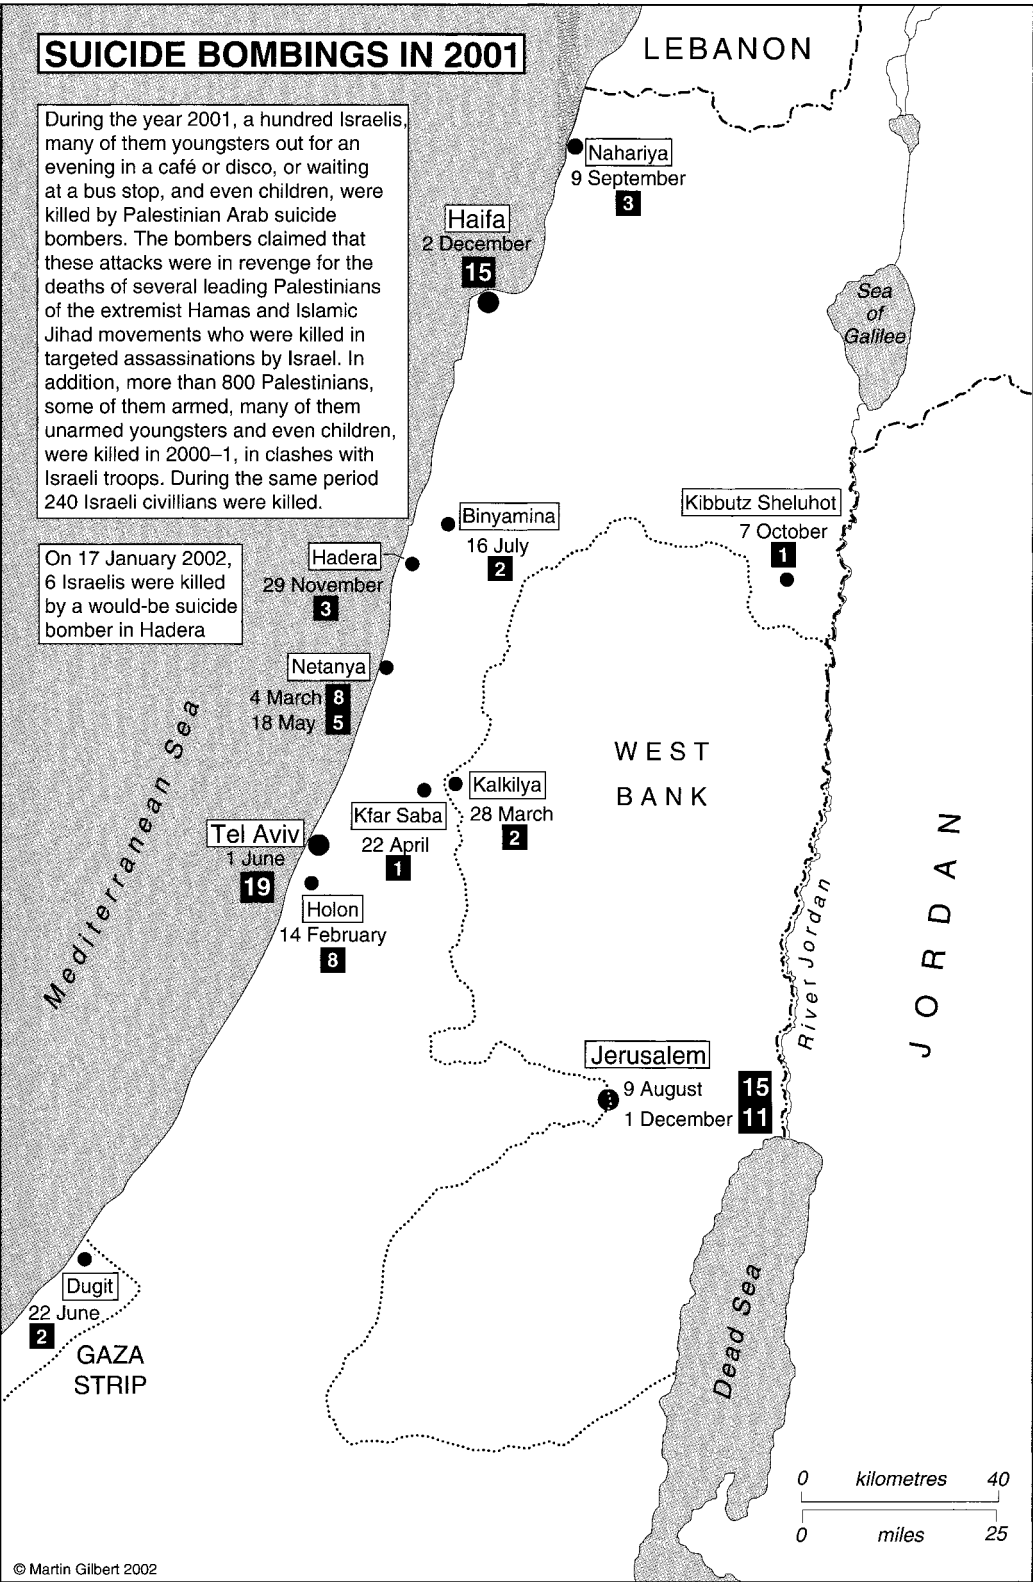 SUICIDE BOMBINGS IN 2001
During the year 2001, a hundred Israelis,
many of them youngsters out for an
evening in a café or disco, or waiting
at a bus stop, and even children, were
killed by Palestinian Arab suicide
bombers. The bombers claimed that
these attacks were in revenge for the
deaths of several leading Palestinians
of the extremist Hamas and Islamic
Jihad movements who were killed in
targeted assassinations by Israel. In
addition, more than 800 Palestinians,
some of them armed, many of them
unarmed youngsters and even children,
were killed in 2000–1, in clashes with
Israeli troops. During the same period
240 Israeli civillians were killed.
On 17 January 2002,
6 Israelis were killed
by a would-be suicide
bomber in Hadera
LEBANON
Nahariya
9 September
3
Haifa
2 December
15
Sea
of
Galilee
Binyamina
16 July
2
Kibbutz Sheluhot
7 October
1
Hadera
29 November
3
Netanya
4 March 8
18 May 5
Mediterranean Sea
WEST
BANK
Kalkilya
28 March
2
Kfar Saba
22 April
1
Tel Aviv
1 June
19
Holon
14 February
8
River Jordan
JORDAN
Jerusalem
9 August 15
1 December 11
Dugit
22 June
2
GAZA
STRIP
Dead Sea
0 kilometres 40
0 miles 25
© Martin Gilbert 2002